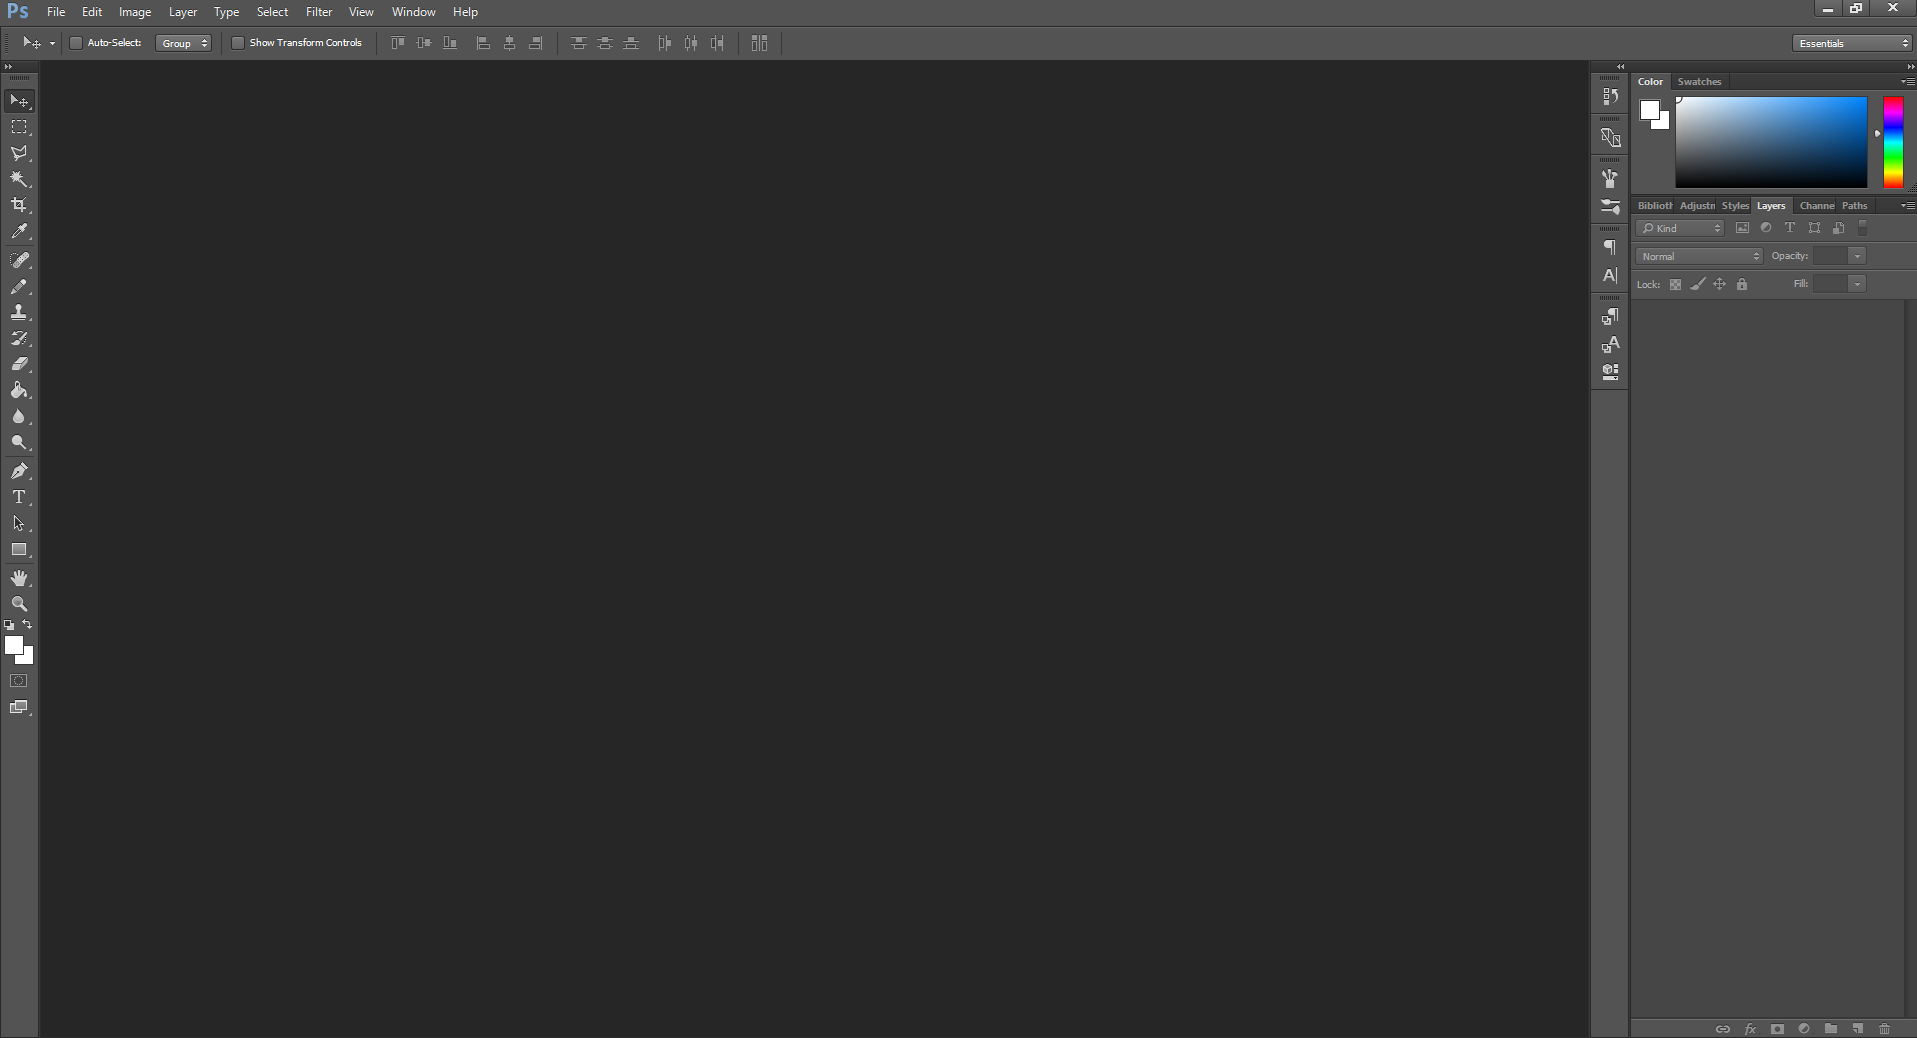 Ps File Edit Image Layer Type Select Filter View Window Help
Auto-Select: Group Show Transform Controls Essentials
Color Swatches
Biblioth Adjustn Styles Layers Channe Paths
Kind
Normal Opacity:
Lock: Fill:
fx